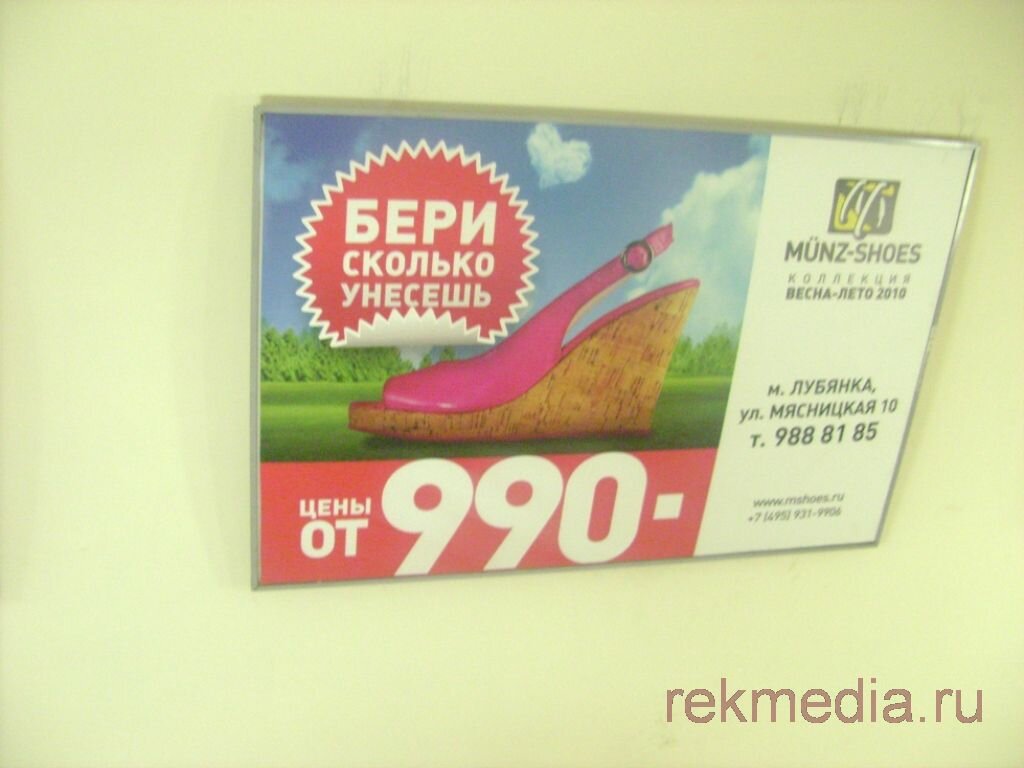 БЕРИ
СКОЛЬКО
УНЕСЕШЬ
ЦЕНЫ
ОТ 990-
MÜNZ-SHOES
КОЛЛЕКЦИЯ
ВЕСНА-ЛЕТО 2010
м. ЛУБЯНКА,
ул. МЯСНИЦКАЯ 10
т. 988 81 85
www.mshoes.ru
+7 (495) 931-9906
rekmedia.ru